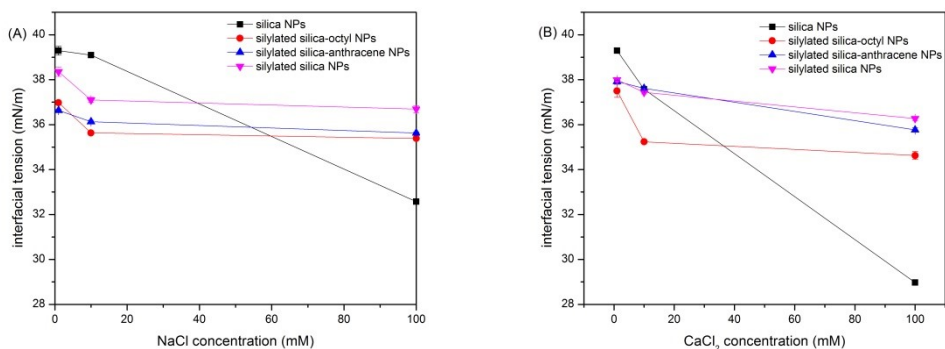 (A)
silica NPs
silylated silica-octyl NPs
silylated silica-anthracene NPs
silylated silica NPs
interfacial tension (mN/m)
40
38
36
34
32
30
28
0 20 40 60 80 100
NaCl concentration (mM)
(B)
silica NPs
silylated silica-octyl NPs
silylated silica-anthracene NPs
silylated silica NPs
interfacial tension (mN/m)
40
38
36
34
32
30
28
0 20 40 60 80 100
CaCl₂ concentration (mM)